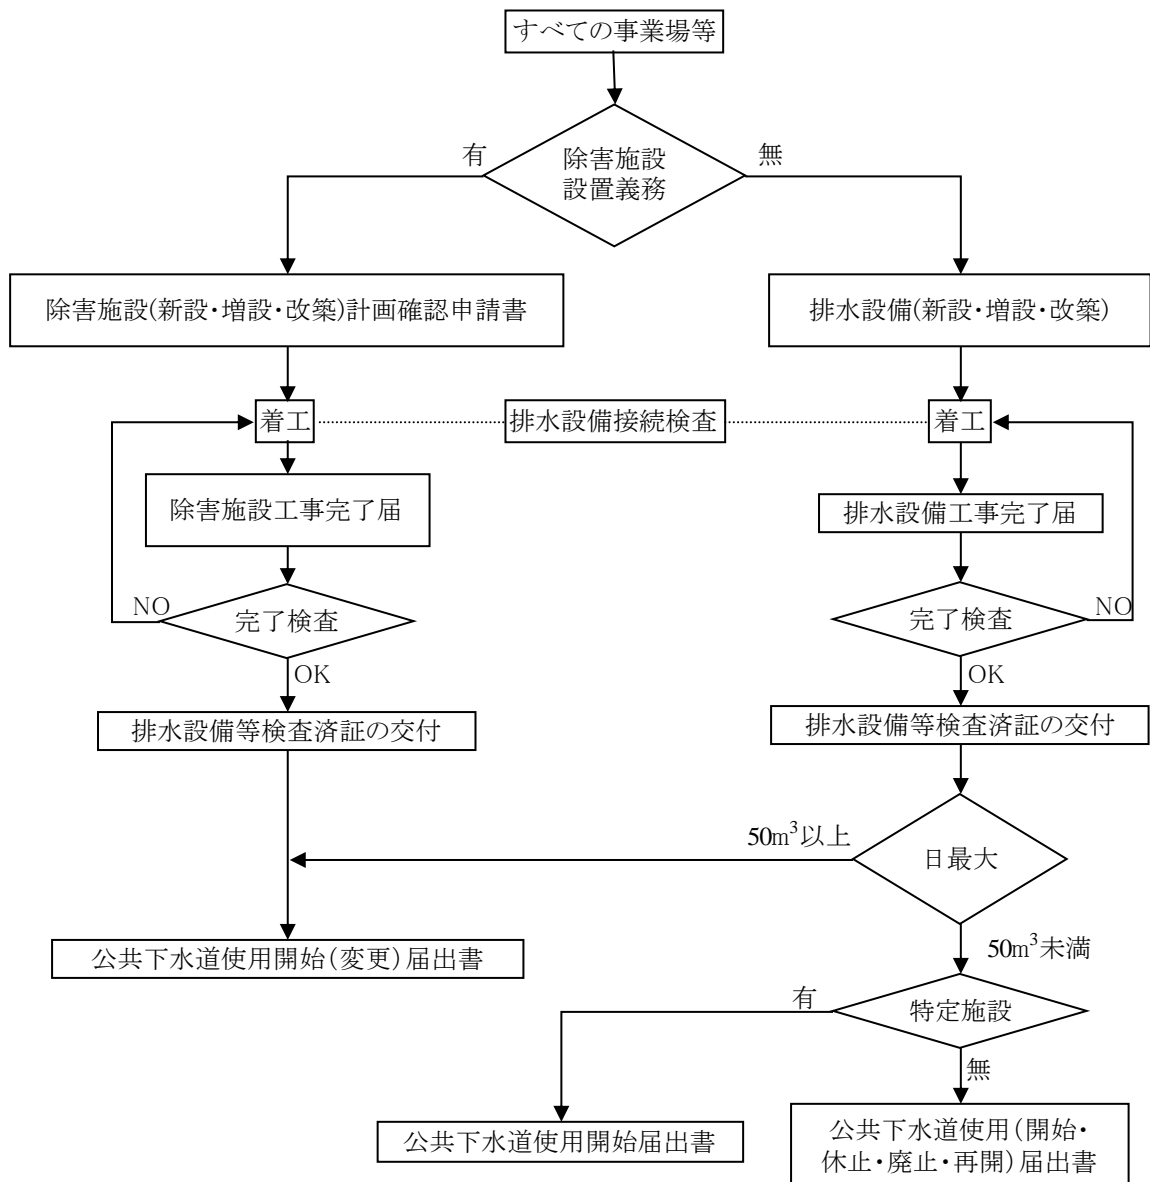 すべての事業場等
有
除害施設
設置義務
無
除害施設(新設・増設・改築)計画確認申請書
排水設備(新設・増設・改築)
着工
排水設備接続検査
着工
除害施設工事完了届
排水設備工事完了届
NO
完了検査
完了検査
NO
OK
OK
排水設備等検査済証の交付
排水設備等検査済証の交付
50m³以上
日最大
公共下水道使用開始(変更)届出書
50m³未満
有
特定施設
無
公共下水道使用開始届出書
公共下水道使用(開始・
休止・廃止・再開)届出書